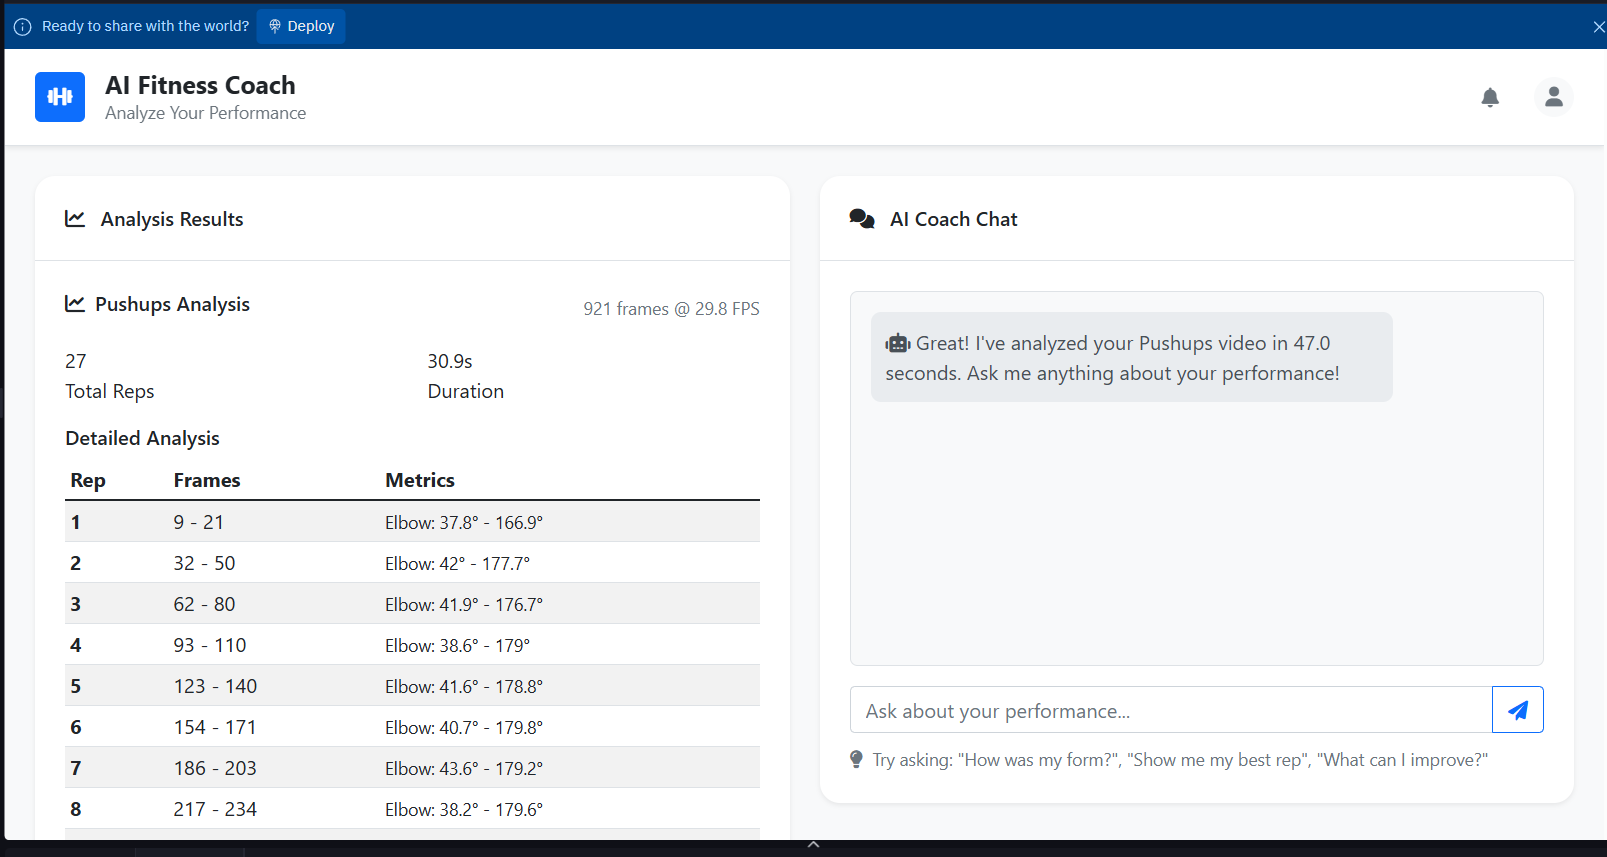 Ready to share with the world? Deploy
AI Fitness Coach
Analyze Your Performance
Analysis Results
Pushups Analysis
921 frames @ 29.8 FPS
27
Total Reps
30.9s
Duration
Detailed Analysis
Rep Frames Metrics
1 9 - 21 Elbow: 37.8° - 166.9°
2 32 - 50 Elbow: 42° - 177.7°
3 62 - 80 Elbow: 41.9° - 176.7°
4 93 - 110 Elbow: 38.6° - 179°
5 123 - 140 Elbow: 41.6° - 178.8°
6 154 - 171 Elbow: 40.7° - 179.8°
7 186 - 203 Elbow: 43.6° - 179.2°
8 217 - 234 Elbow: 38.2° - 179.6°
AI Coach Chat
Great! I've analyzed your Pushups video in 47.0
seconds. Ask me anything about your performance!
Ask about your performance...
Try asking: "How was my form?", "Show me my best rep", "What can I improve?"